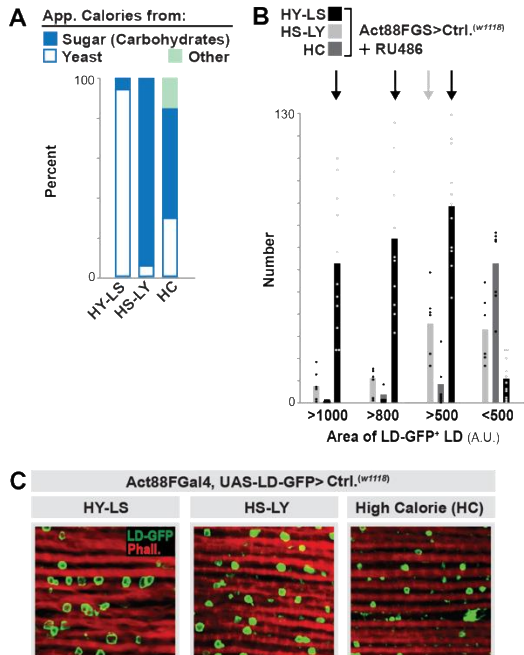 A
App. Calories from:
Sugar (Carbohydrates)
Yeast
Other
100
Percent
0
HY-LS
HS-LY
HC
B
HY-LS
HS-LY
HC
Act88FGS>Ctrl.(w1118)
+ RU486
130
Number
0
>1000
>800
>500
<500
Area of LD-GFP+ LD (A.U.)
C
Act88FGal4, UAS-LD-GFP> Ctrl.(w1118)
HY-LS
HS-LY
High Calorie (HC)
LD-GFP
Phall.